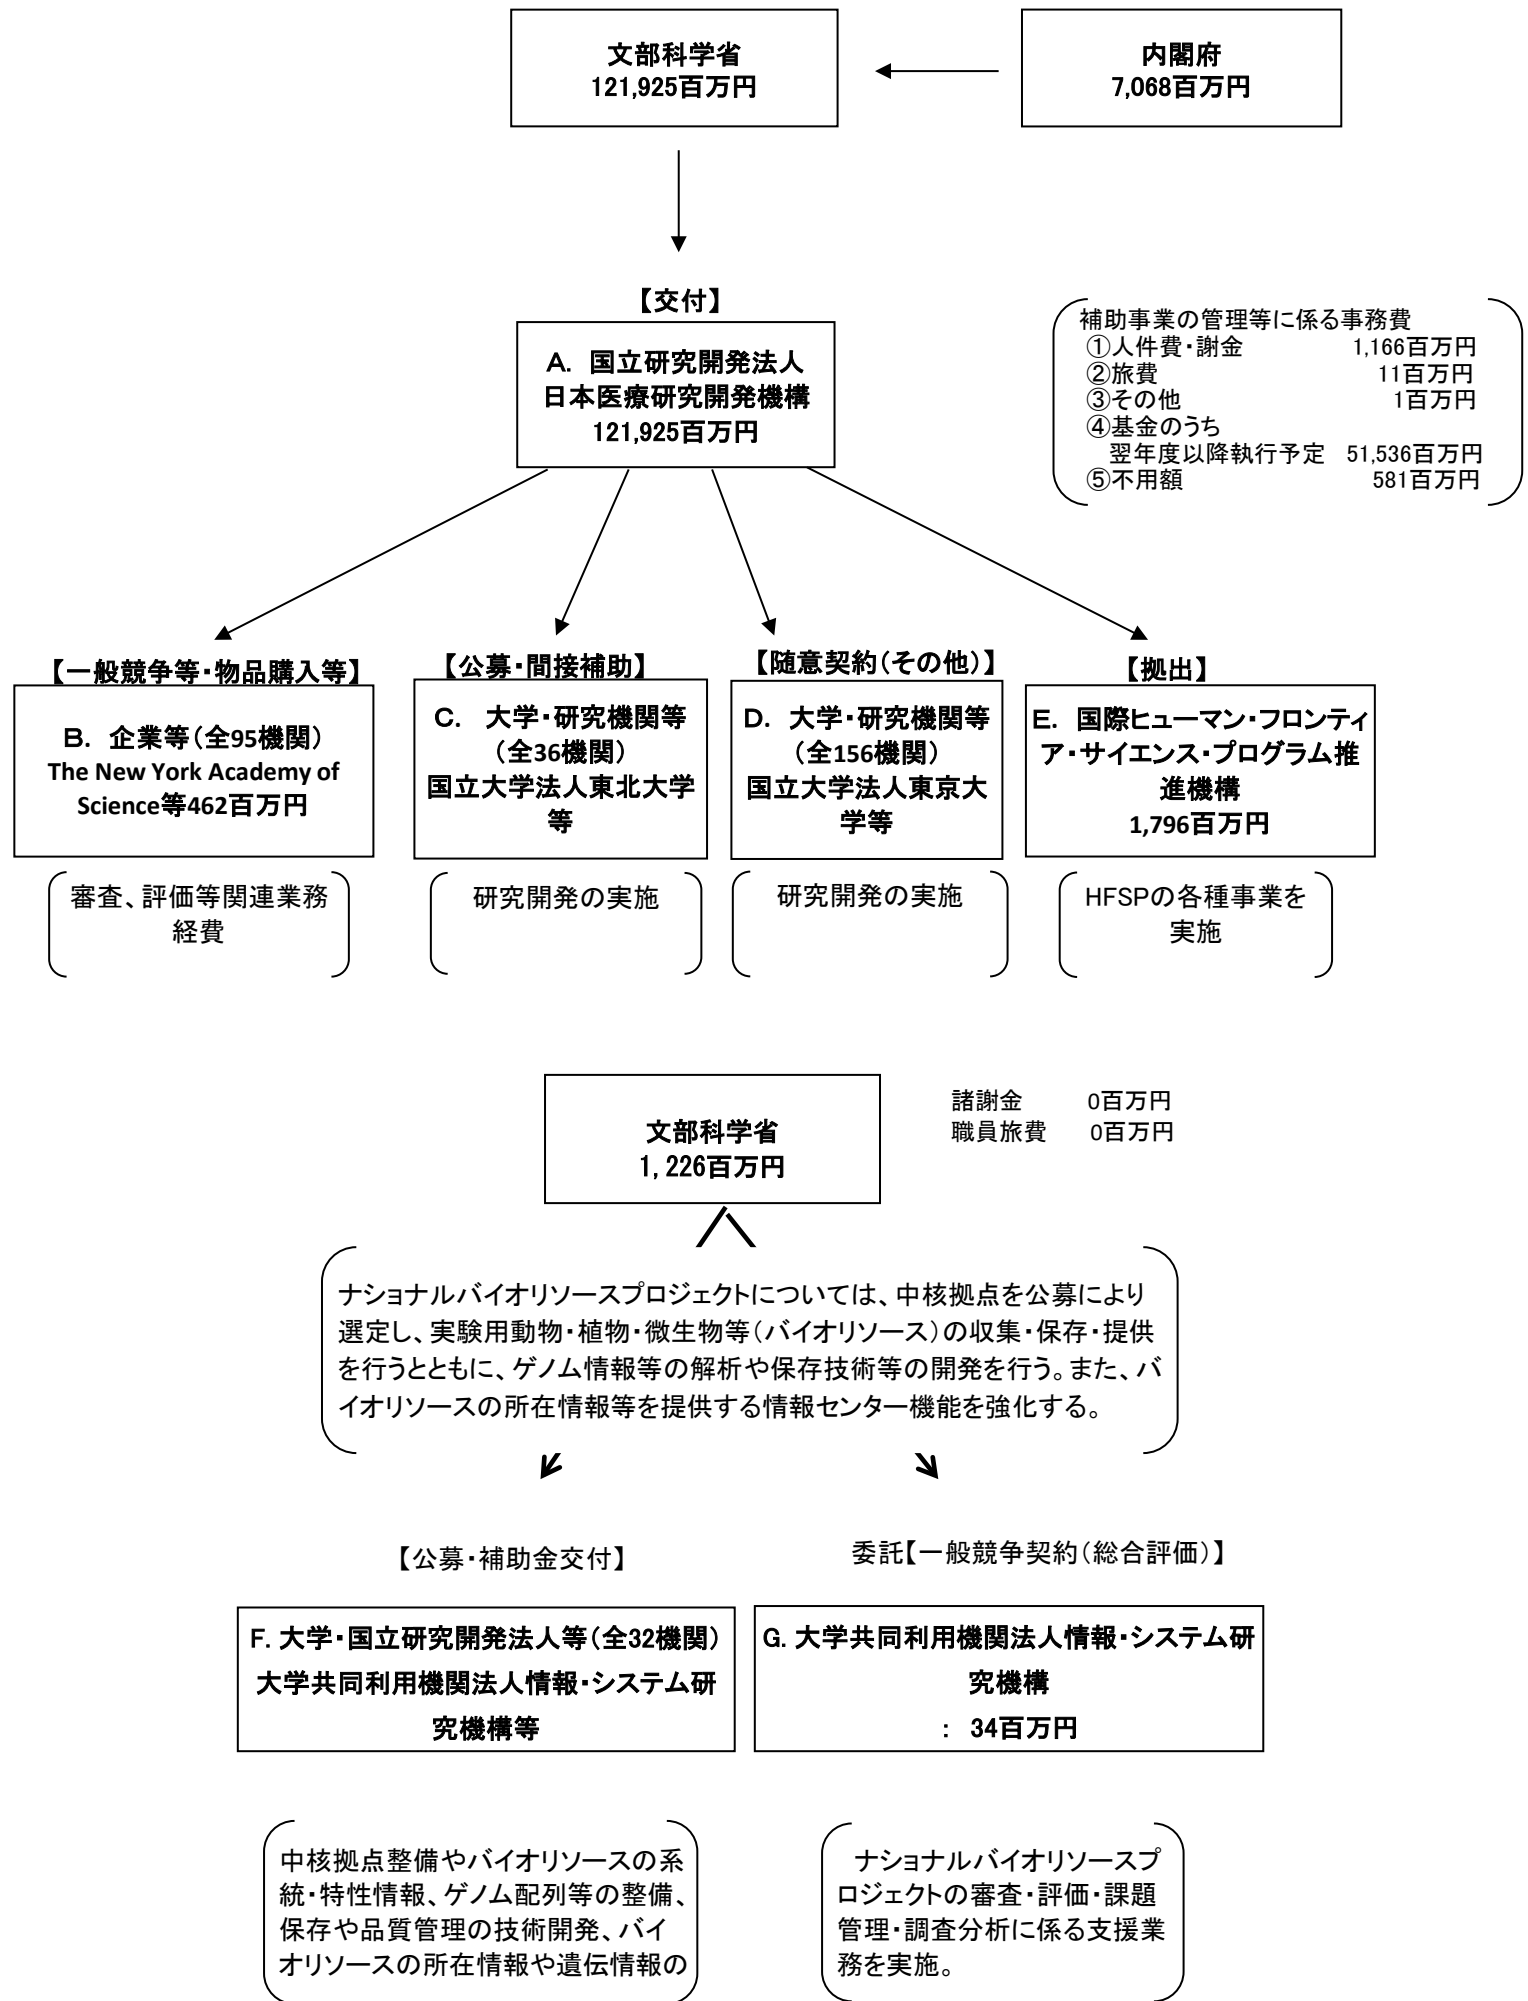 文部科学省
121,925百万円
内閣府
7,068百万円
【交付】
A. 国立研究開発法人
日本医療研究開発機構
121,925百万円
補助事業の管理等に係る事務費
①人件費・謝金 1,166百万円
②旅費 11百万円
③その他 1百万円
④基金のうち
翌年度以降執行予定 51,536百万円
⑤不用額 581百万円
【一般競争等・物品購入等】
B. 企業等(全95機関)
The New York Academy of
Science等462百万円
審査、評価等関連業務
経費
【公募・間接補助】
C. 大学・研究機関等
(全36機関)
国立大学法人東北大学
等
研究開発の実施
【随意契約(その他)】
D. 大学・研究機関等
(全156機関)
国立大学法人東京大
学等
研究開発の実施
【拠出】
E. 国際ヒューマン・フロンティ
ア・サイエンス・プログラム推
進機構
1,796百万円
HFSPの各種事業を
実施
文部科学省
1,226百万円
諸謝金 0百万円
職員旅費 0百万円
ナショナルバイオリソースプロジェクトについては、中核拠点を公募により
選定し、実験用動物・植物・微生物等(バイオリソース)の収集・保存・提供
を行うとともに、ゲノム情報等の解析や保存技術等の開発を行う。また、バ
イオリソースの所在情報等を提供する情報センター機能を強化する。
【公募・補助金交付】
F. 大学・国立研究開発法人等(全32機関)
大学共同利用機関法人情報・システム研
究機構等
中核拠点整備やバイオリソースの系
統・特性情報、ゲノム配列等の整備、
保存や品質管理の技術開発、バイ
オリソースの所在情報や遺伝情報の
委託【一般競争契約(総合評価)】
G. 大学共同利用機関法人情報・システム研
究機構
: 34百万円
ナショナルバイオリソースプ
ロジェクトの審査・評価・課題
管理・調査分析に係る支援業
務を実施。